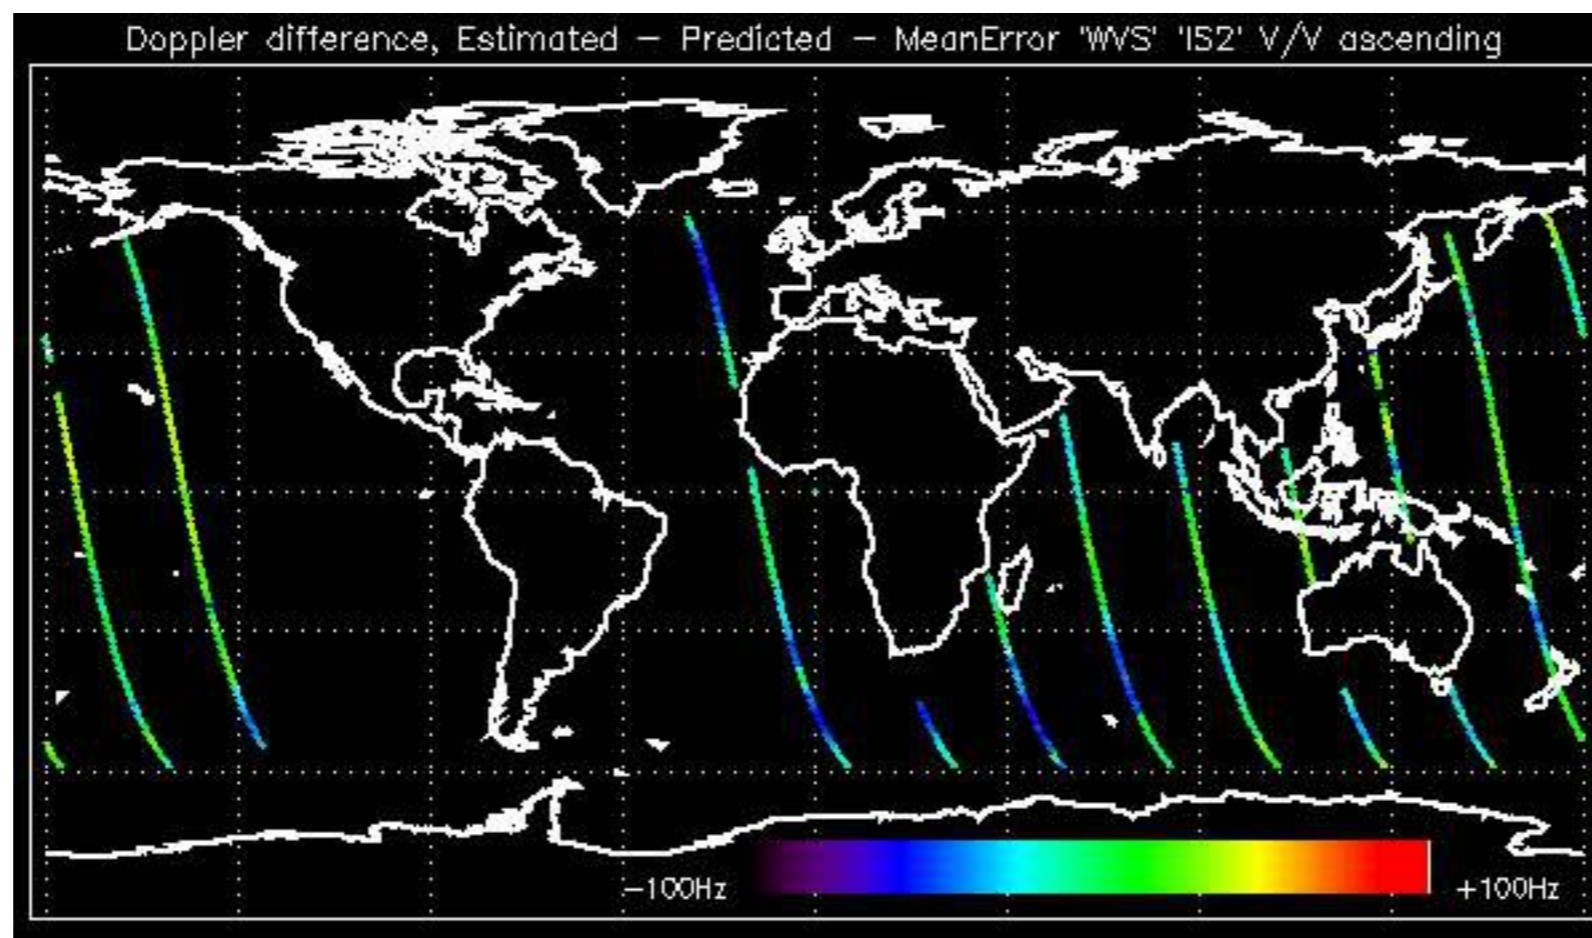 Doppler difference, Estimated – Predicted – MeanError 'WVS' 'IS2' V/V ascending
–100Hz
+100Hz